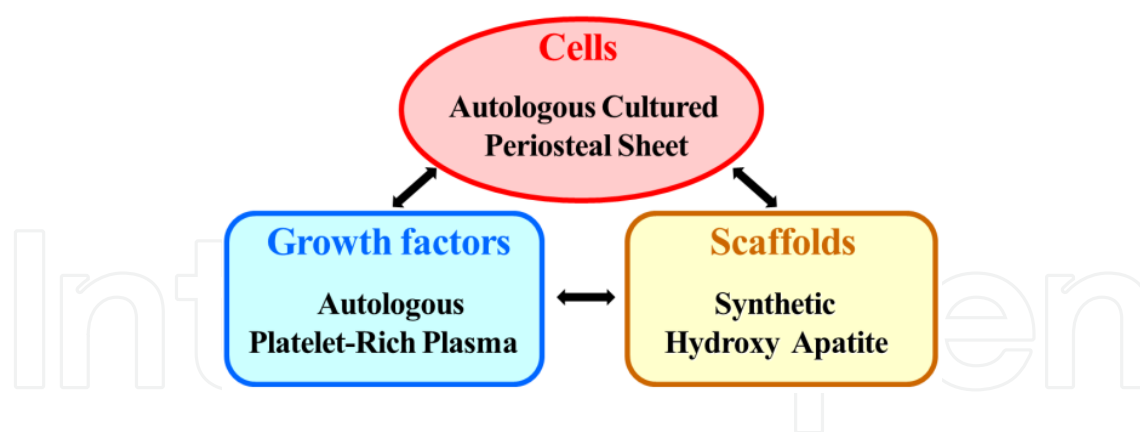 Cells
Autologous Cultured
Periosteal Sheet
Growth factors
Autologous
Platelet-Rich Plasma
Scaffolds
Synthetic
Hydroxy Apatite